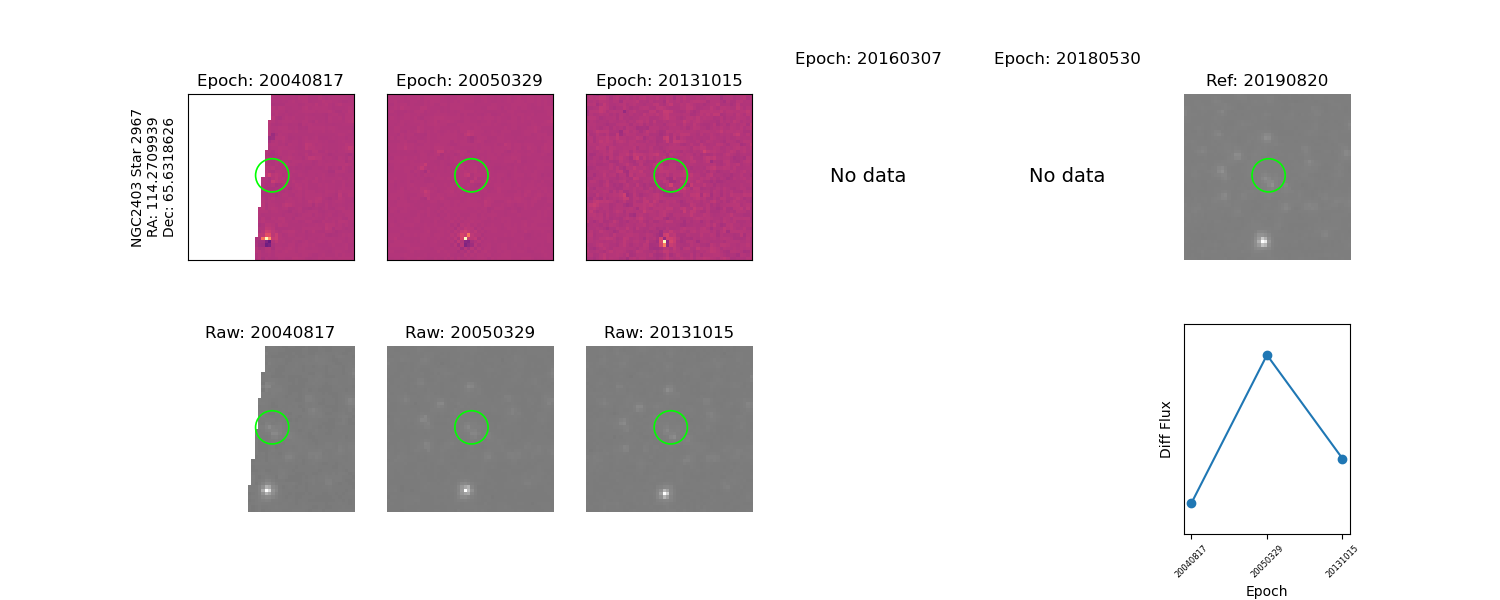 Epoch: 20040817
Epoch: 20050329
Epoch: 20131015
Epoch: 20160307
Epoch: 20180530
Ref: 20190820
NGC2403 Star 2967
RA: 114.2709939
Dec: 65.6318626
No data
No data
Raw: 20040817
Raw: 20050329
Raw: 20131015
Diff Flux
20040817
20050329
20131015
Epoch